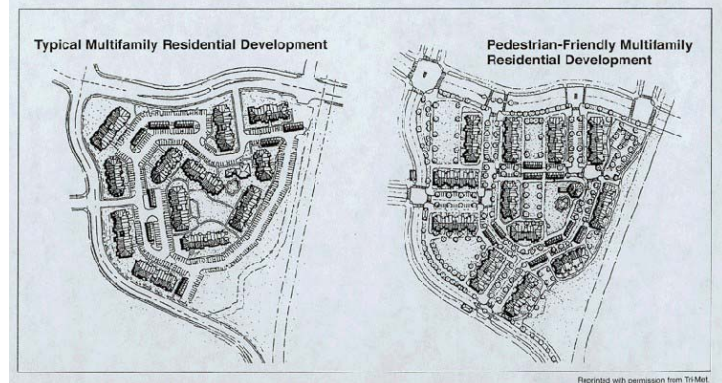 Typical Multifamily Residential Development
Pedestrian-Friendly Multifamily
Residential Development
Reprinted with permission from Tri-Met